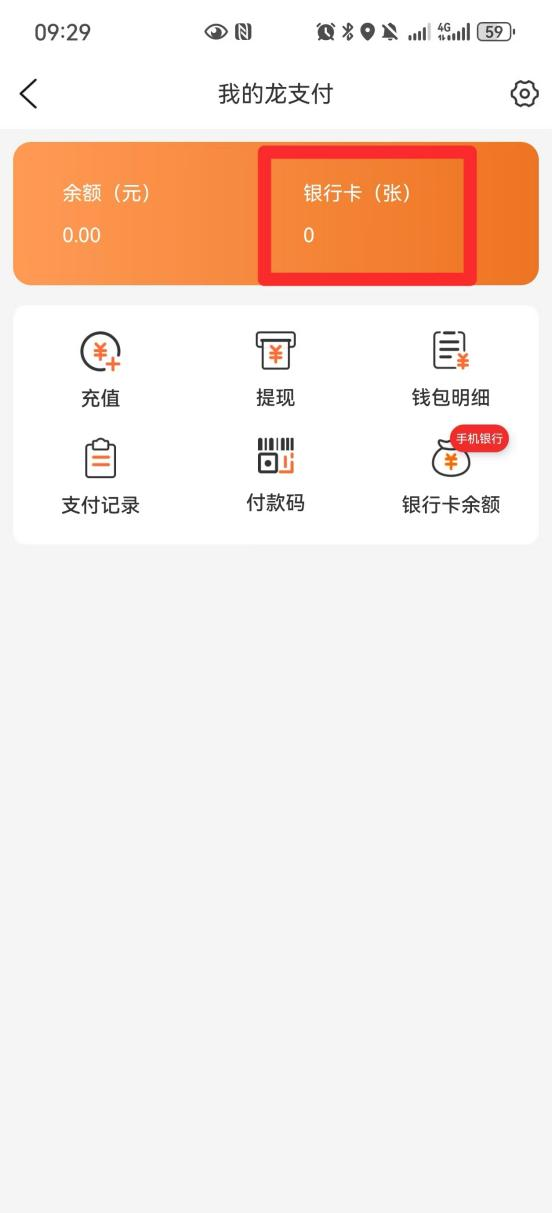 09:29
4G
59
我的龙支付
余额（元）
银行卡（张）
0.00
0
充值
提现
钱包明细
手机银行
支付记录
付款码
银行卡余额